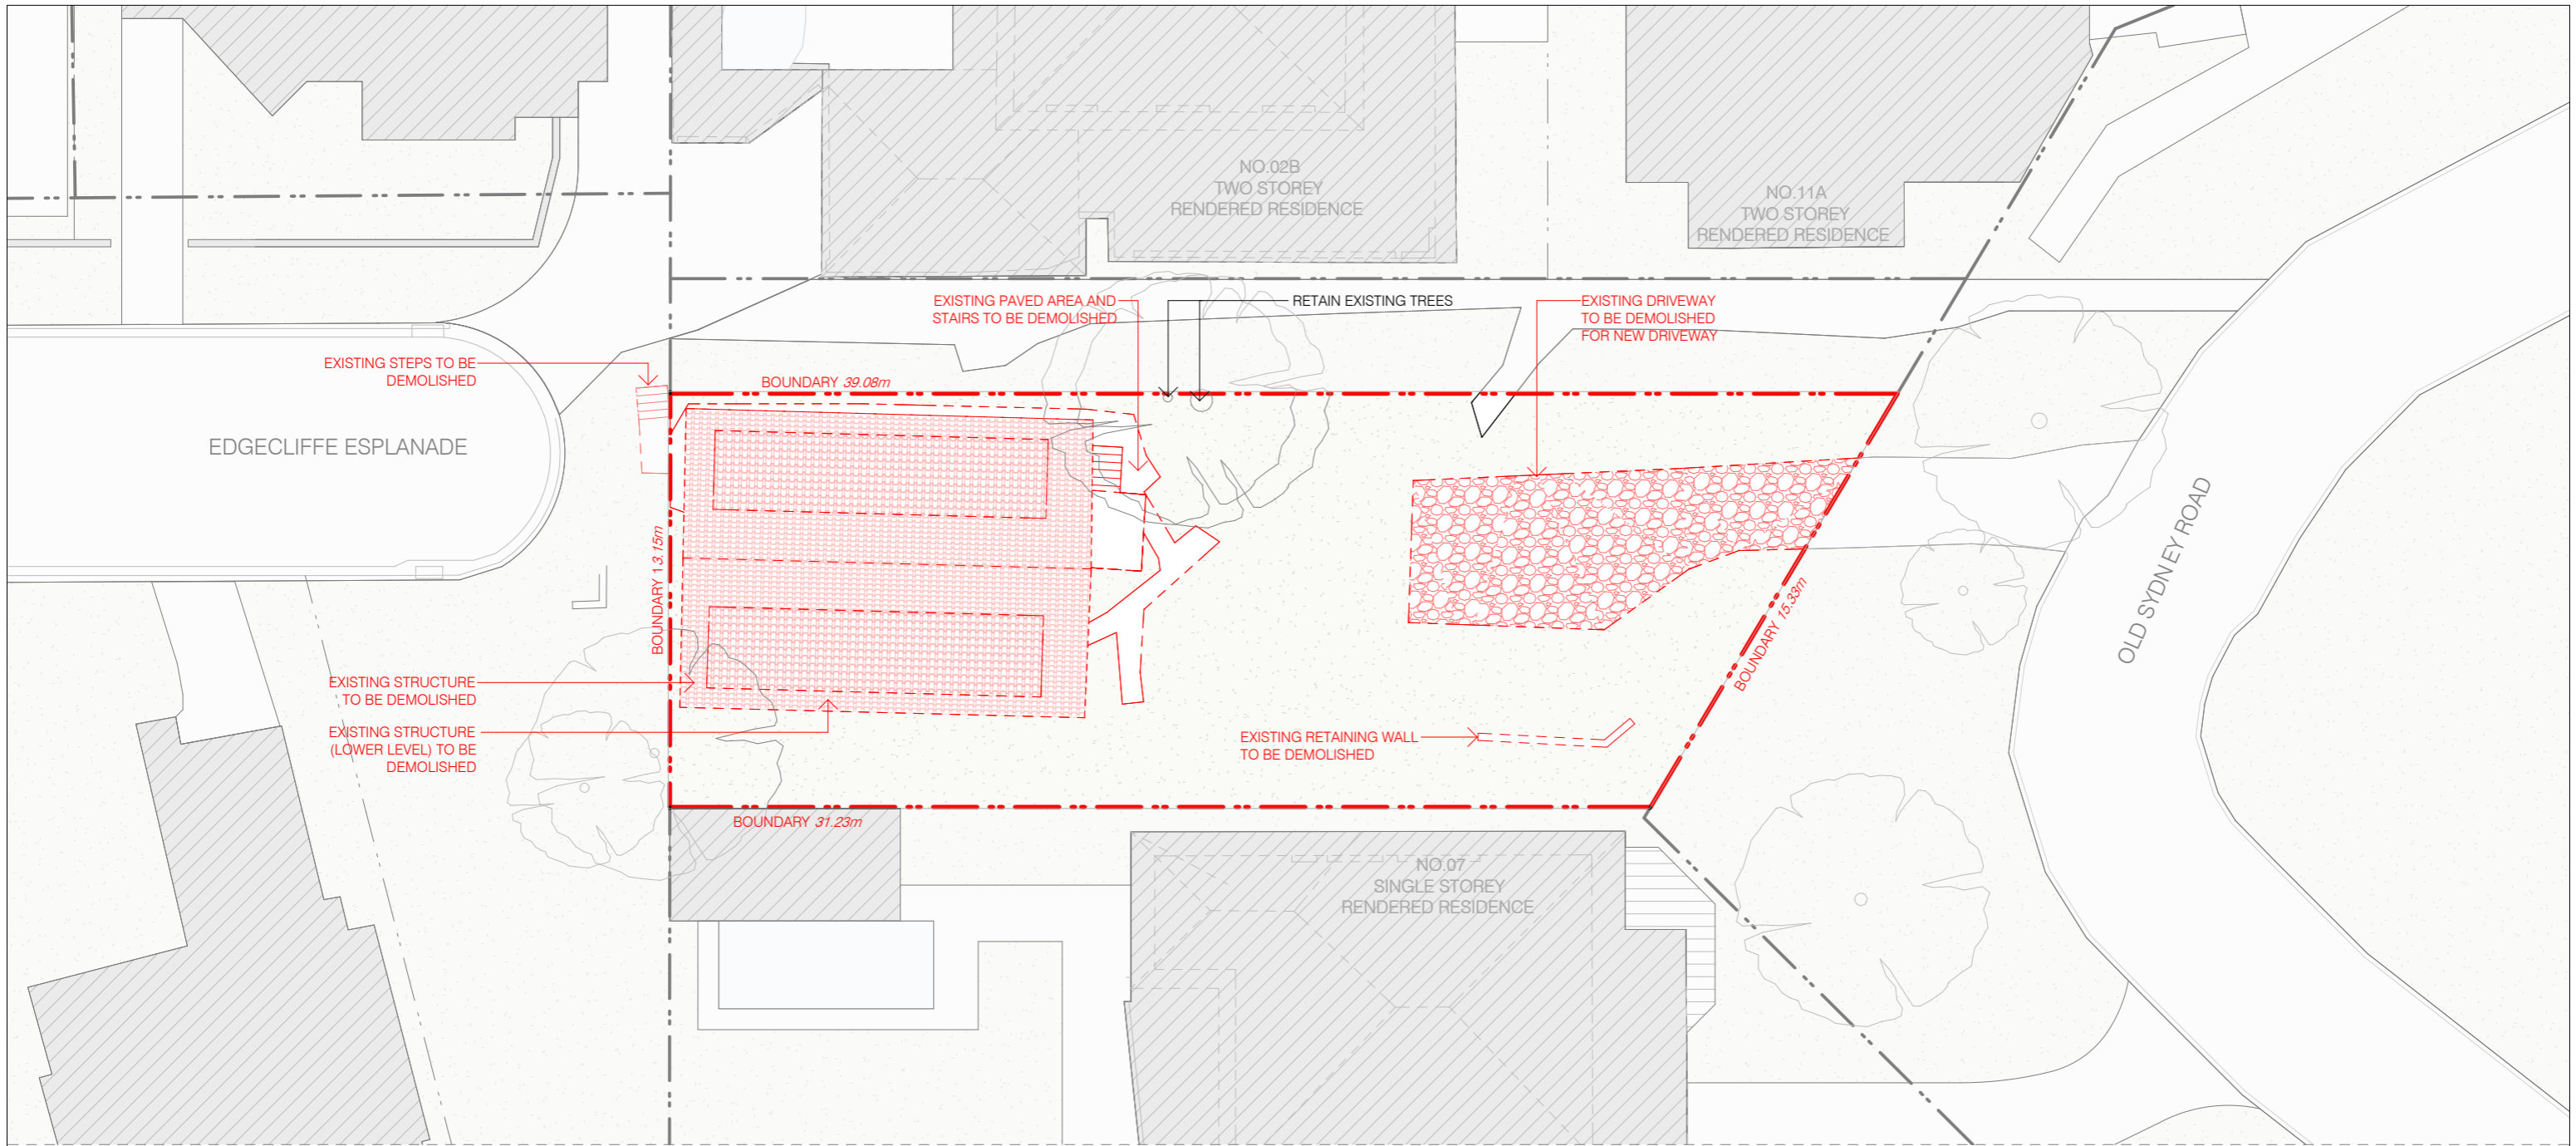 NO.02B
TWO STOREY
RENDERED RESIDENCE
NO.11A
TWO STOREY
RENDERED RESIDENCE
EXISTING PAVED AREA AND
STAIRS TO BE DEMOLISHED
RETAIN EXISTING TREES
EXISTING DRIVEWAY
TO BE DEMOLISHED
FOR NEW DRIVEWAY
EXISTING STEPS TO BE
DEMOLISHED
BOUNDARY 39.08m
EDGECLIFFE ESPLANADE
BOUNDARY 13.15m
OLD SYDNEY ROAD
BOUNDARY 15.33m
EXISTING STRUCTURE
TO BE DEMOLISHED
EXISTING STRUCTURE
(LOWER LEVEL) TO BE
DEMOLISHED
EXISTING RETAINING WALL
TO BE DEMOLISHED
BOUNDARY 31.23m
NO.07
SINGLE STOREY
RENDERED RESIDENCE